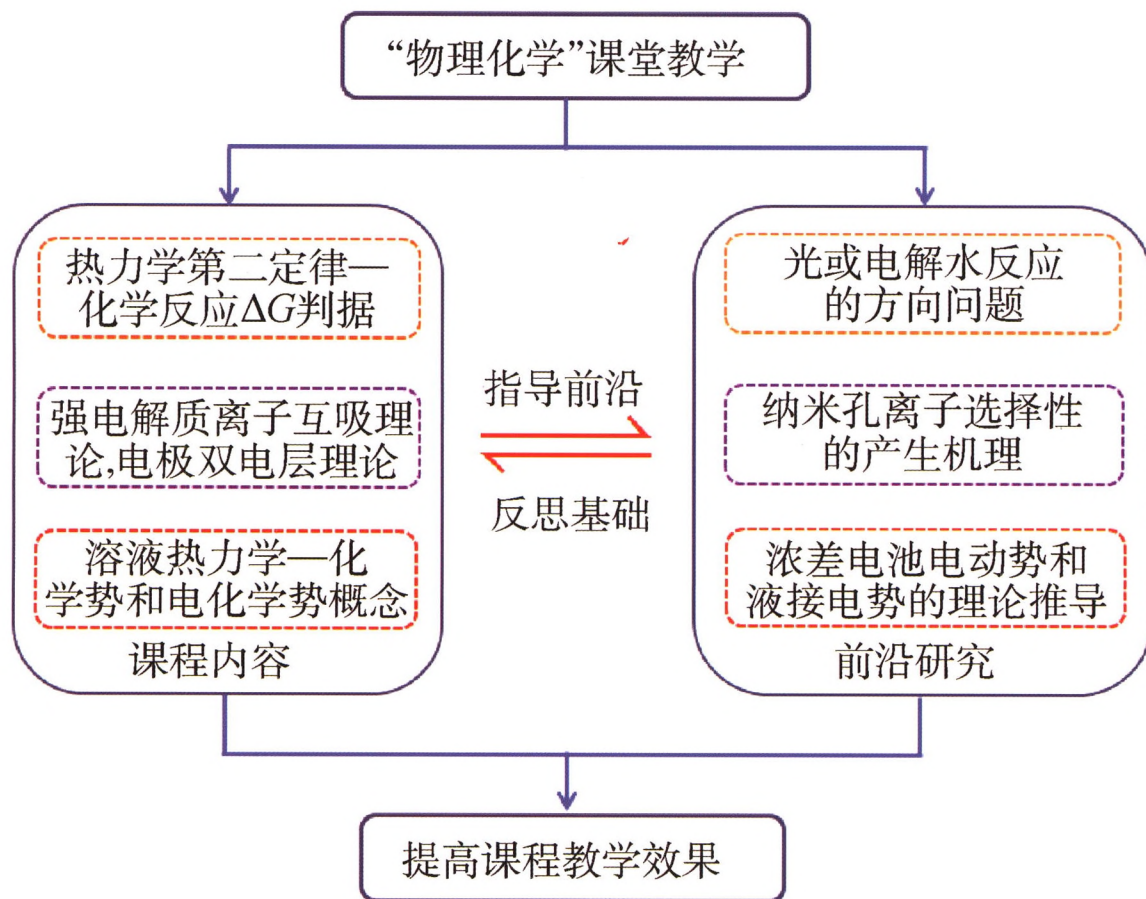 “物理化学”课堂教学
热力学第二定律—
化学反应ΔG判据
强电解质离子互吸理
论,电极双电层理论
溶液热力学—化
学势和电化学势概念
课程内容
指导前沿
反思基础
光或电解水反应
的方向问题
纳米孔离子选择性
的产生机理
浓差电池电动势和
液接电势的理论推导
前沿研究
提高课程教学效果